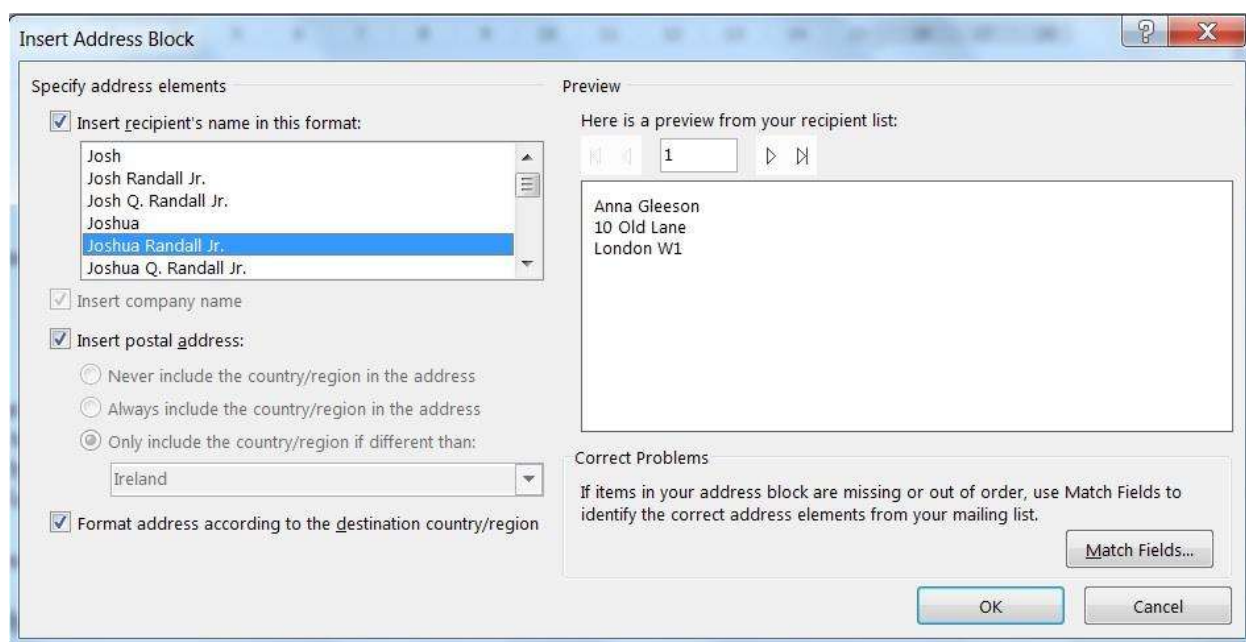 Insert Address Block
Specify address elements
Insert recipient's name in this format:
Josh
Josh Randall Jr.
Josh Q. Randall Jr.
Joshua
Joshua Randall Jr.
Joshua Q. Randall Jr.
Insert company name
Insert postal address:
Never include the country/region in the address
Always include the country/region in the address
Only include the country/region if different than:
Ireland
Format address according to the destination country/region
Preview
Here is a preview from your recipient list:
1
Anna Gleeson
10 Old Lane
London W1
Correct Problems
If items in your address block are missing or out of order, use Match Fields to
identify the correct address elements from your mailing list.
Match Fields...
OK
Cancel